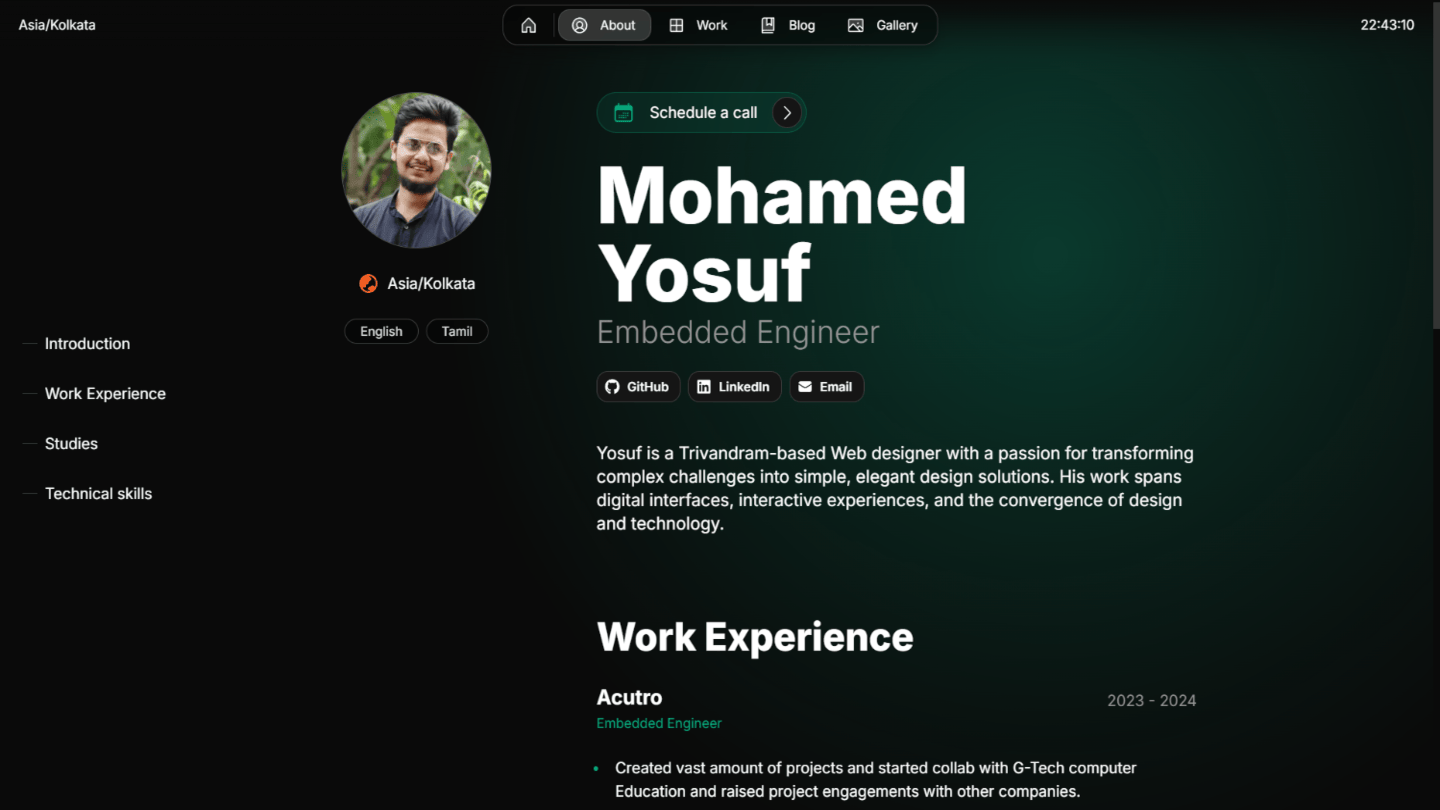 Asia/Kolkata
About
Work
Blog
Gallery
22:43:10
Schedule a call
Mohamed
Yosuf
Asia/Kolkata
English
Tamil
Embedded Engineer
GitHub
LinkedIn
Email
Introduction
Work Experience
Studies
Technical skills
Yosuf is a Trivandram-based Web designer with a passion for transforming
complex challenges into simple, elegant design solutions. His work spans
digital interfaces, interactive experiences, and the convergence of design
and technology.
Work Experience
Acutro
2023 - 2024
Embedded Engineer
• Created vast amount of projects and started collab with G-Tech computer
Education and raised project engagements with other companies.